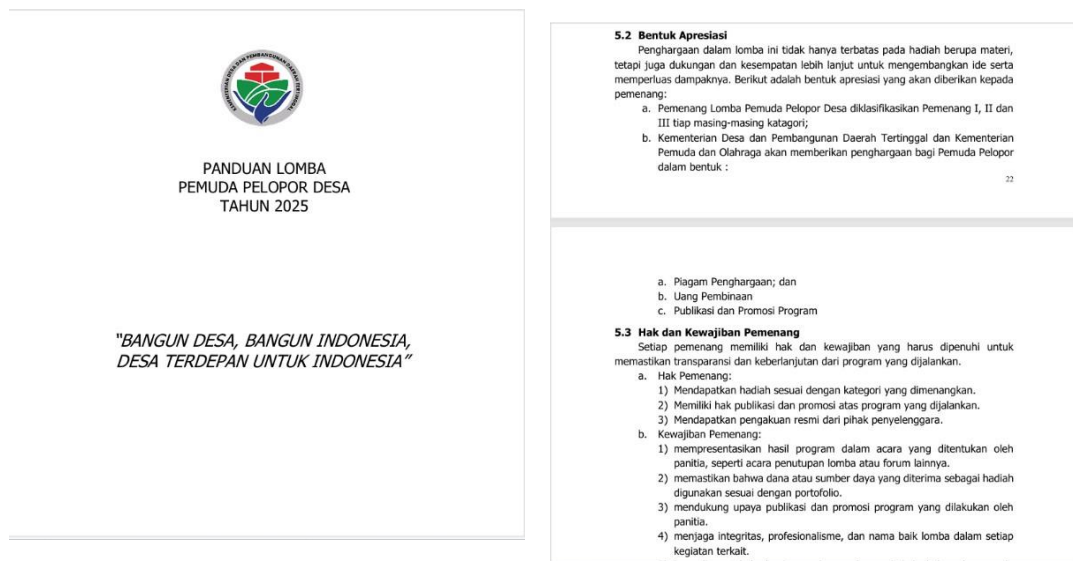 KEMENTERIAN DESA DAN PEMBANGUNAN DAERAH TERTINGGAL
PANDUAN LOMBA
PEMUDA PELOPOR DESA
TAHUN 2025
“BANGUN DESA, BANGUN INDONESIA,
DESA TERDEPAN UNTUK INDONESIA”
5.2 Bentuk Apresiasi
Penghargaan dalam lomba ini tidak hanya terbatas pada hadiah berupa materi,
tetapi juga dukungan dan kesempatan lebih lanjut untuk mengembangkan ide serta
memperluas dampaknya. Berikut adalah bentuk apresiasi yang akan diberikan kepada
pemenang:
a. Pemenang Lomba Pemuda Pelopor Desa diklasifikasikan Pemenang I, II dan
III tiap masing-masing katagori;
b. Kementerian Desa dan Pembangunan Daerah Tertinggal dan Kementerian
Pemuda dan Olahraga akan memberikan penghargaan bagi Pemuda Pelopor
dalam bentuk :
22
a. Piagam Penghargaan; dan
b. Uang Pembinaan
c. Publikasi dan Promosi Program
5.3 Hak dan Kewajiban Pemenang
Setiap pemenang memiliki hak dan kewajiban yang harus dipenuhi untuk
memastikan transparansi dan keberlanjutan dari program yang dijalankan.
a. Hak Pemenang:
1) Mendapatkan hadiah sesuai dengan kategori yang dimenangkan.
2) Memiliki hak publikasi dan promosi atas program yang dijalankan.
3) Mendapatkan pengakuan resmi dari pihak penyelenggara.
b. Kewajiban Pemenang:
1) mempresentasikan hasil program dalam acara yang ditentukan oleh
panitia, seperti acara penutupan lomba atau forum lainnya.
2) memastikan bahwa dana atau sumber daya yang diterima sebagai hadiah
digunakan sesuai dengan portofolio.
3) mendukung upaya publikasi dan promosi program yang dilakukan oleh
panitia.
4) menjaga integritas, profesionalisme, dan nama baik lomba dalam setiap
kegiatan terkait.